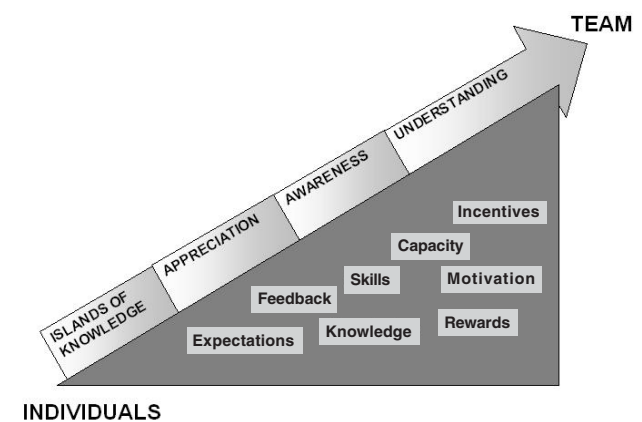 TEAM
UNDERSTANDING
AWARENESS
APPRECIATION
ISLANDS OF
KNOWLEDGE
Incentives
Capacity
Skills
Motivation
Feedback
Expectations
Knowledge
Rewards
INDIVIDUALS